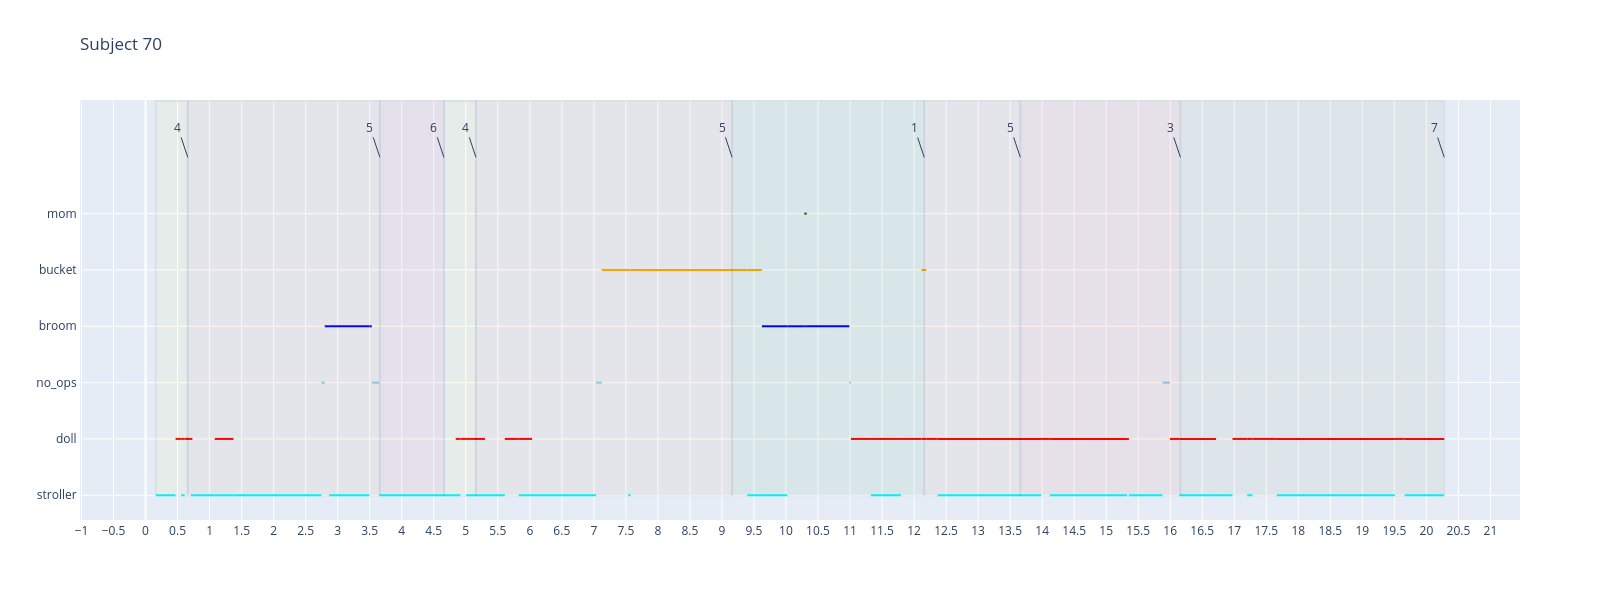 Subject 70
4 5 6 4 5 1 5 3 7
mom
bucket
broom
no_ops
doll
stroller
−1 −0.5 0 0.5 1 1.5 2 2.5 3 3.5 4 4.5 5 5.5 6 6.5 7 7.5 8 8.5 9 9.5 10 10.5 11 11.5 12 12.5 13 13.5 14 14.5 15 15.5 16 16.5 17 17.5 18 18.5 19 19.5 20 20.5 21